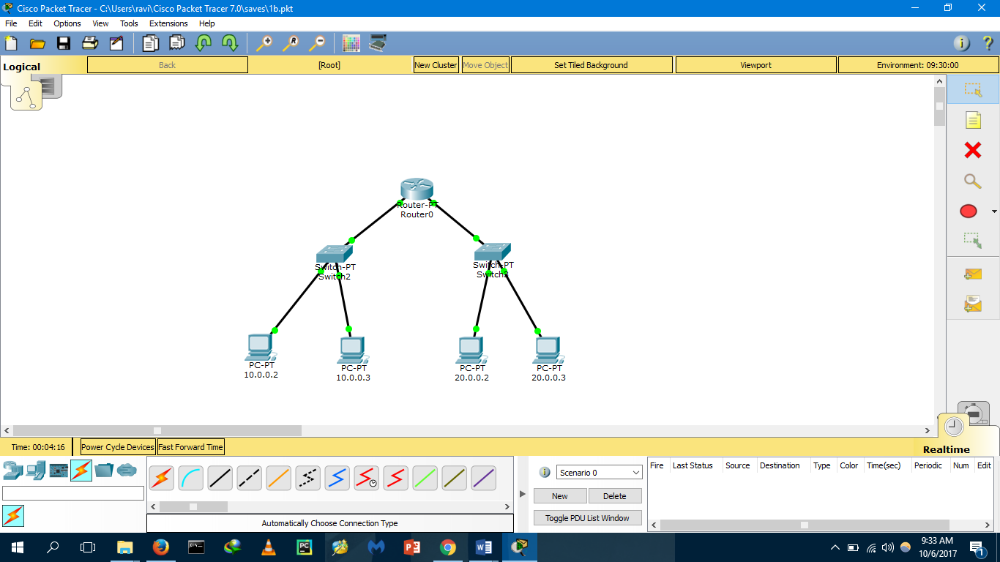 Cisco Packet Tracer - C:\Users\ravi\Cisco Packet Tracer 7.0\saves\1b.pkt
File Edit Options View Tools Extensions Help
Logical Back [Root] New Cluster Move Object Set Tiled Background Viewport Environment: 09:30:00
Router-PT
Router0
Switch-PT
Switch2
Switch-PT
Switch3
PC-PT
10.0.0.2
PC-PT
10.0.0.3
PC-PT
20.0.0.2
PC-PT
20.0.0.3
Time: 00:04:16 Power Cycle Devices Fast Forward Time Realtime
Scenario 0
New Delete
Toggle PDU List Window
Fire Last Status Source Destination Type Color Time(sec) Periodic Num Edit
Automatically Choose Connection Type
9:33 AM
10/6/2017